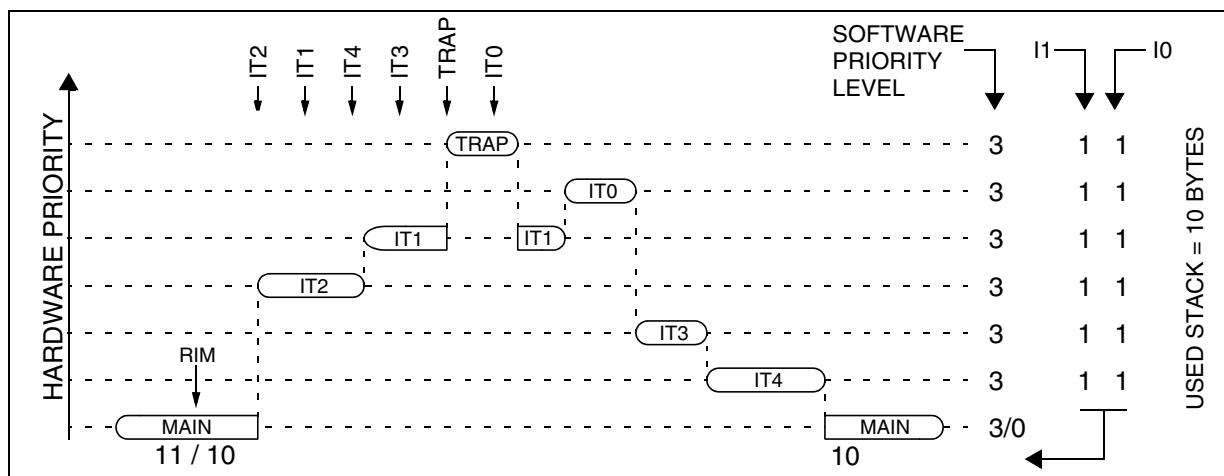 SOFTWARE
PRIORITY
LEVEL
I1
I0
IT2
IT1
IT4
IT3
TRAP
IT0
HARDWARE PRIORITY
TRAP
3 1 1
IT0
3 1 1
IT1
IT1
3 1 1
IT2
3 1 1
IT3
3 1 1
RIM
IT4
3 1 1
MAIN
MAIN
3/0
11 / 10
10
USED STACK = 10 BYTES